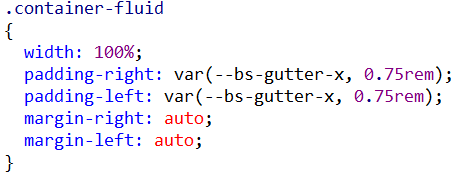 .container-fluid
{
  width: 100%;
  padding-right: var(--bs-gutter-x, 0.75rem);
  padding-left: var(--bs-gutter-x, 0.75rem);
  margin-right: auto;
  margin-left: auto;
}